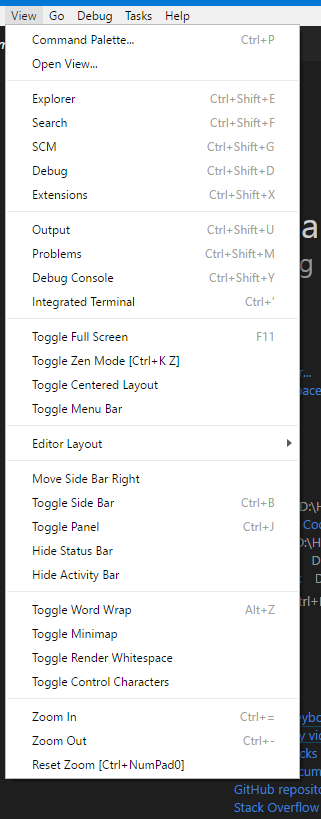 View Go Debug Tasks Help
Command Palette... Ctrl+P
Open View...
Explorer Ctrl+Shift+E
Search Ctrl+Shift+F
SCM Ctrl+Shift+G
Debug Ctrl+Shift+D
Extensions Ctrl+Shift+X
Output Ctrl+Shift+U
Problems Ctrl+Shift+M
Debug Console Ctrl+Shift+Y
Integrated Terminal Ctrl+'
Toggle Full Screen F11
Toggle Zen Mode [Ctrl+K Z]
Toggle Centered Layout
Toggle Menu Bar
Editor Layout
Move Side Bar Right
Toggle Side Bar Ctrl+B
Toggle Panel Ctrl+J
Hide Status Bar
Hide Activity Bar
Toggle Word Wrap Alt+Z
Toggle Minimap
Toggle Render Whitespace
Toggle Control Characters
Zoom In Ctrl+=
Zoom Out Ctrl+-
Reset Zoom [Ctrl+NumPad0]
GitHub reposito
Stack Overflow